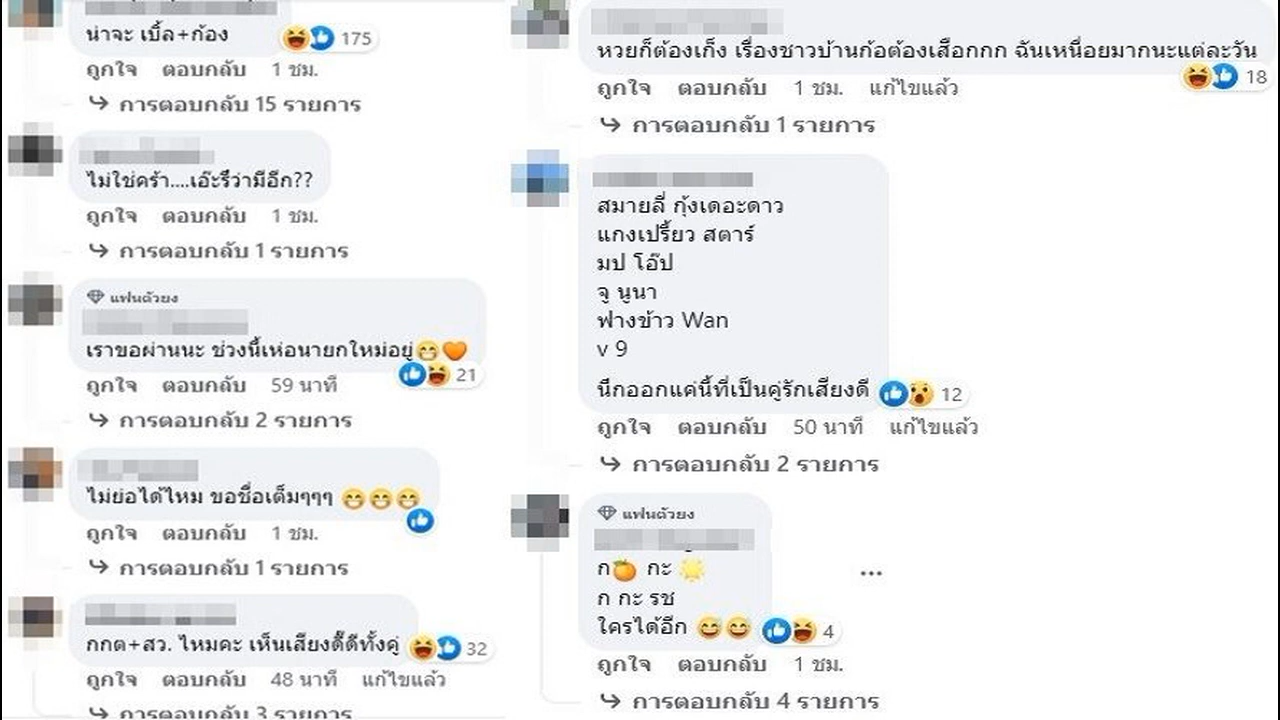 น่าจะ เบิ้ล+ก้อง
175
ถูกใจ ตอบกลับ 1 ชม.
การตอบกลับ 15 รายการ
ไม่ใช่คร้า....เอ๊ะรึว่ามีอีก??
ถูกใจ ตอบกลับ 1 ชม.
การตอบกลับ 1 รายการ
แฟนตัวยง
เราขอผ่านนะ ช่วงนี้เห่อนายกใหม่อยู่😁🧡
21
ถูกใจ ตอบกลับ 59 นาที
การตอบกลับ 2 รายการ
ไม่ย่อได้ไหม ขอชื่อเต็มๆๆๆ 😁😁😁
ถูกใจ ตอบกลับ 1 ชม.
การตอบกลับ 1 รายการ
กกต+สว. ไหมคะ เห็นเสียงดี๊ดีทั้งคู่
32
ถูกใจ ตอบกลับ 48 นาที แก้ไขแล้ว
การตอบกลับ 3 รายการ
หวยก็ต้องเก็ง เรื่องชาวบ้านก้อต้องเสือกกก ฉันเหนื่อยมากนะแต่ละวัน
18
ถูกใจ ตอบกลับ 1 ชม. แก้ไขแล้ว
การตอบกลับ 1 รายการ
สมายลี่ กุ้งเดอะดาว
แกงเปรี้ยว สตาร์
มป โอ๊ป
จู นูนา
ฟางข้าว Wan
v 9
นึกออกแค่นี้ที่เป็นคู่รักเสียงดี
12
ถูกใจ ตอบกลับ 50 นาที แก้ไขแล้ว
การตอบกลับ 2 รายการ
แฟนตัวยง
ก🍊 กะ 🌟
ก กะ รช
ใครได้อีก 😅😅
4
ถูกใจ ตอบกลับ 1 ชม.
การตอบกลับ 4 รายการ